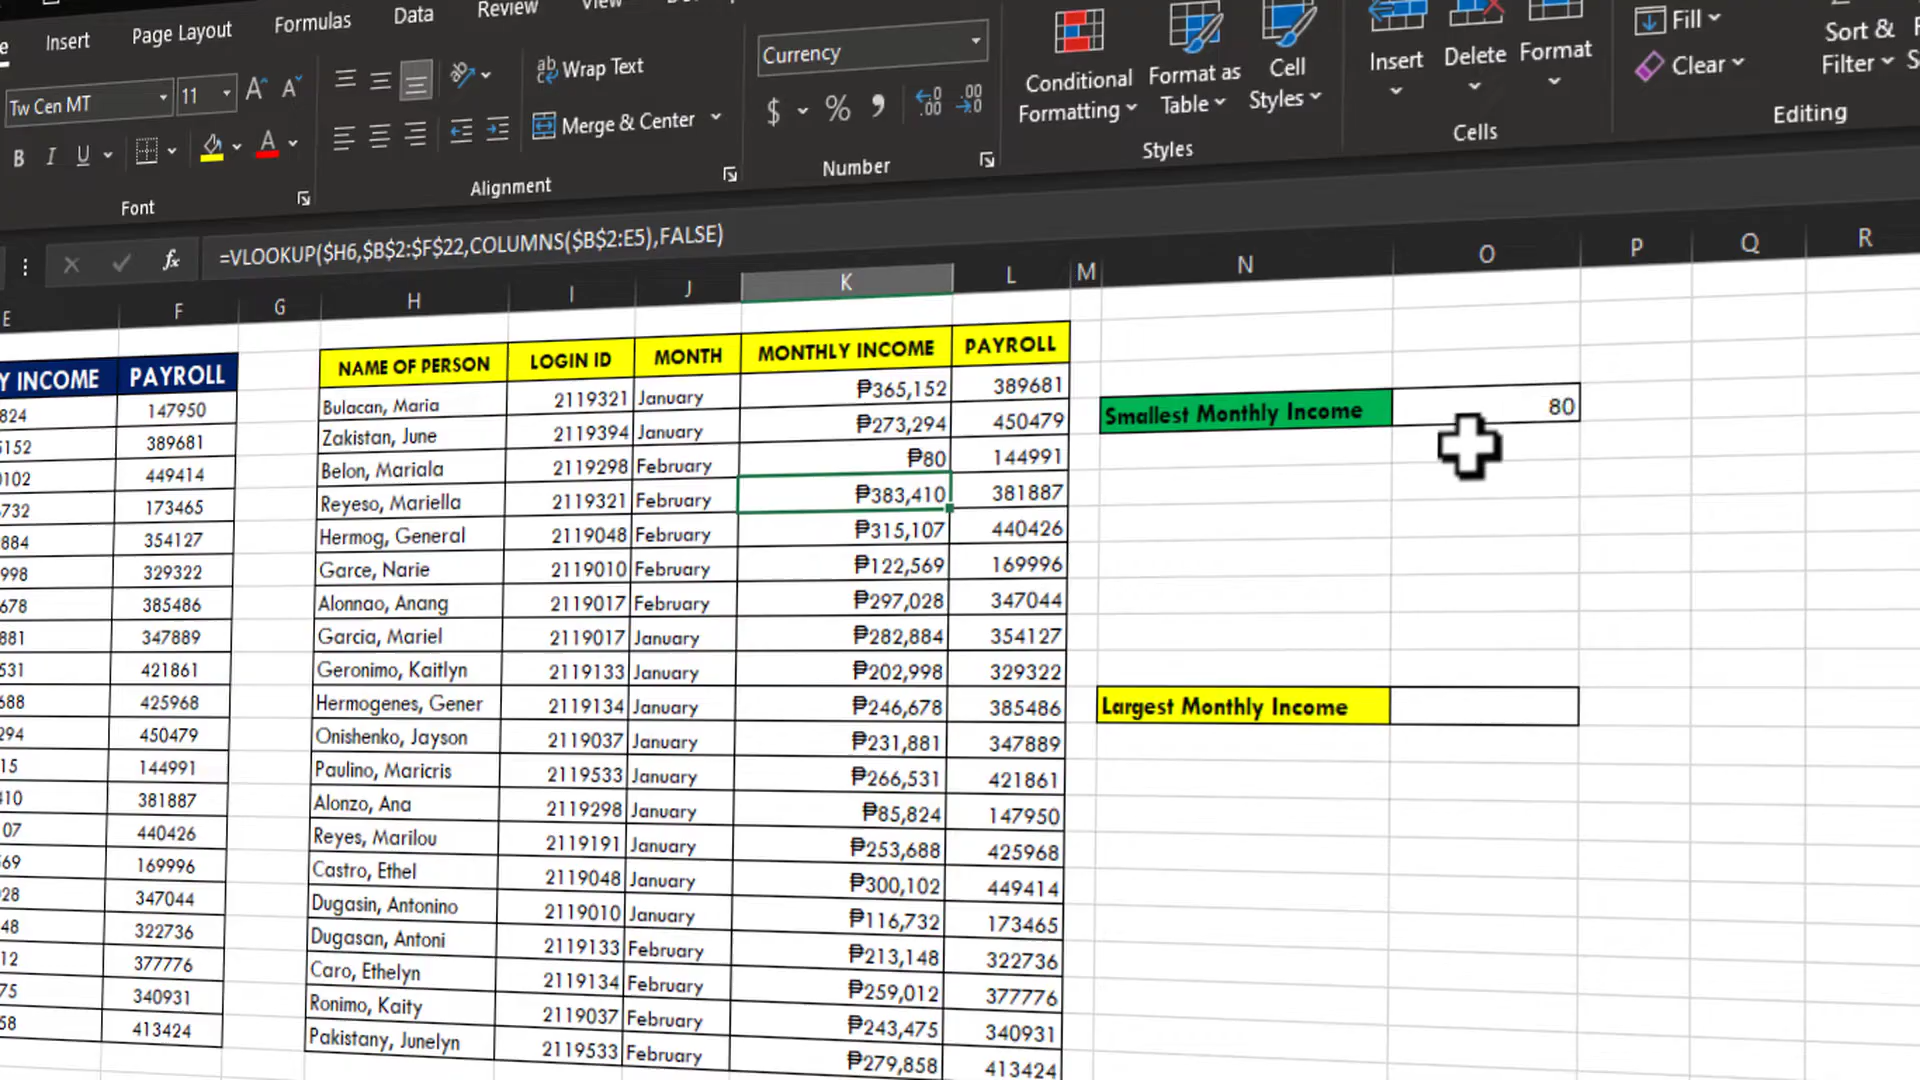 Insert Page Layout Formulas Data Review View
Tw Cen MT 11 Wrap Text Currency
B I U Merge & Center $ % 9
Conditional Formatting Format as Table Cell Styles Insert Delete Format Fill Clear Sort & Filter
Font Alignment Number Styles Cells Editing
fx =VLOOKUP($H6,$B$2:$F$22,COLUMNS($B$2:E5),FALSE)
E F G H I J K L M N O P Q R
Y INCOME PAYROLL NAME OF PERSON LOGIN ID MONTH MONTHLY INCOME PAYROLL
824 147950 Bulacan, Maria 2119321 January ₱365,152 389681 Smallest Monthly Income 80
5152 389681 Zakistan, June 2119394 January ₱273,294 450479
0102 449414 Belon, Mariala 2119298 February ₱80 144991
6732 173465 Reyeso, Mariella 2119321 February ₱383,410 381887
884 354127 Hermog, General 2119048 February ₱315,107 440426
998 329322 Garce, Narie 2119010 February ₱122,569 169996
678 385486 Alonnao, Anang 2119017 February ₱297,028 347044
881 347889 Garcia, Mariel 2119017 January ₱282,884 354127
531 421861 Geronimo, Kaitlyn 2119133 January ₱202,998 329322
688 425968 Hermogenes, Gener 2119134 January ₱246,678 385486 Largest Monthly Income
294 450479 Onishenko, Jayson 2119037 January ₱231,881 347889
15 144991 Paulino, Maricris 2119533 January ₱266,531 421861
410 381887 Alonzo, Ana 2119298 January ₱85,824 147950
07 440426 Reyes, Marilou 2119191 January ₱253,688 425968
569 169996 Castro, Ethel 2119048 January ₱300,102 449414
028 347044 Dugasin, Antonino 2119010 January ₱116,732 173465
48 322736 Dugasan, Antoni 2119133 February ₱213,148 322736
12 377776 Caro, Ethelyn 2119134 February ₱259,012 377776
75 340931 Ronimo, Kaity 2119037 February ₱243,475 340931
58 413424 Pakistany, Junelyn 2119533 February ₱279,858 413424